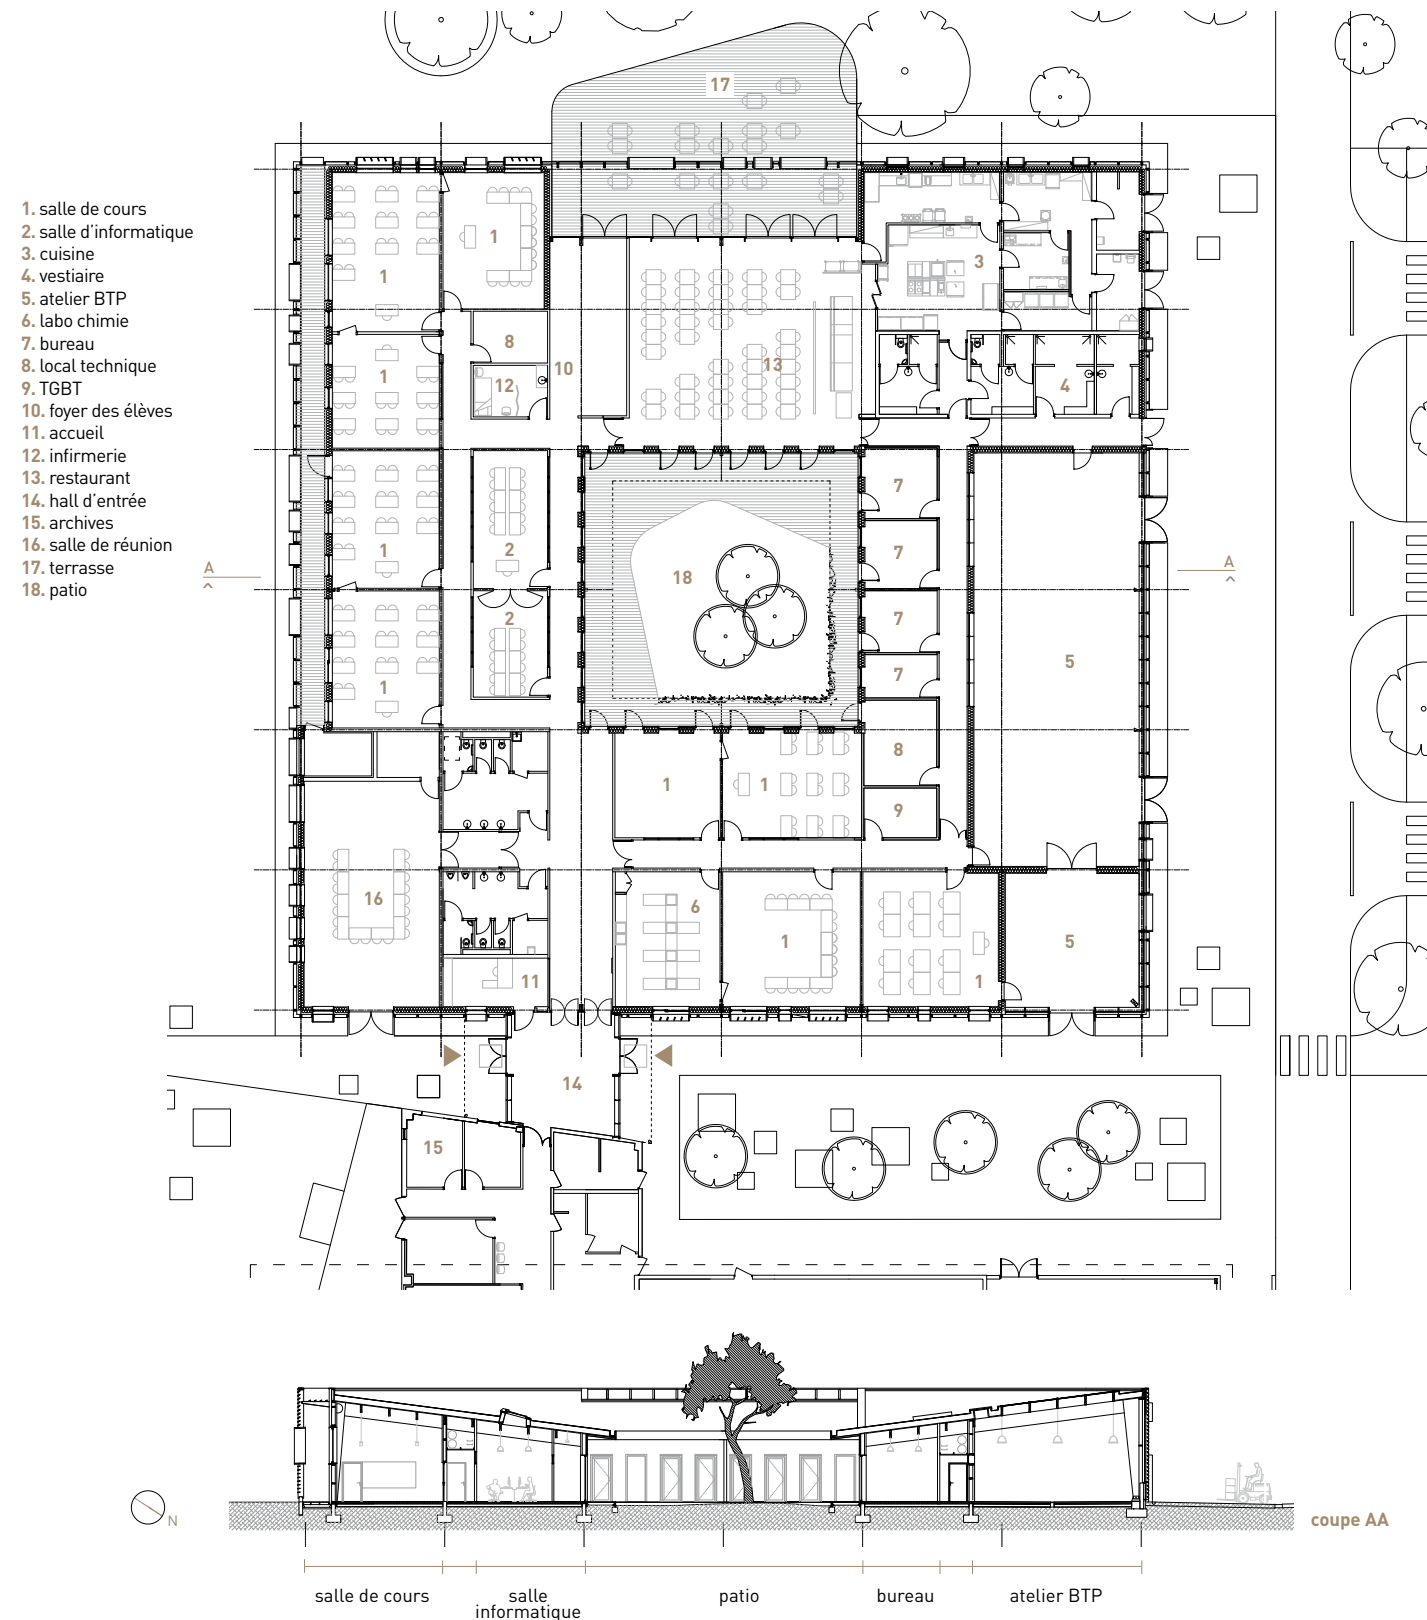 1. salle de cours
2. salle d'informatique
3. cuisine
4. vestiaire
5. atelier BTP
6. labo chimie
7. bureau
8. local technique
9. TGBT
10. foyer des élèves
11. accueil
12. infirmerie
13. restaurant
14. hall d'entrée
15. archives
16. salle de réunion
17. terrasse
18. patio
17
1
1
3
8
10
13
1
12
4
7
A
A
1
2
7
18
2
7
5
7
1
8
1
1
9
16
6
1
5
11
1
14
15
N
coupe AA
salle de cours
salle
informatique
patio
bureau
atelier BTP